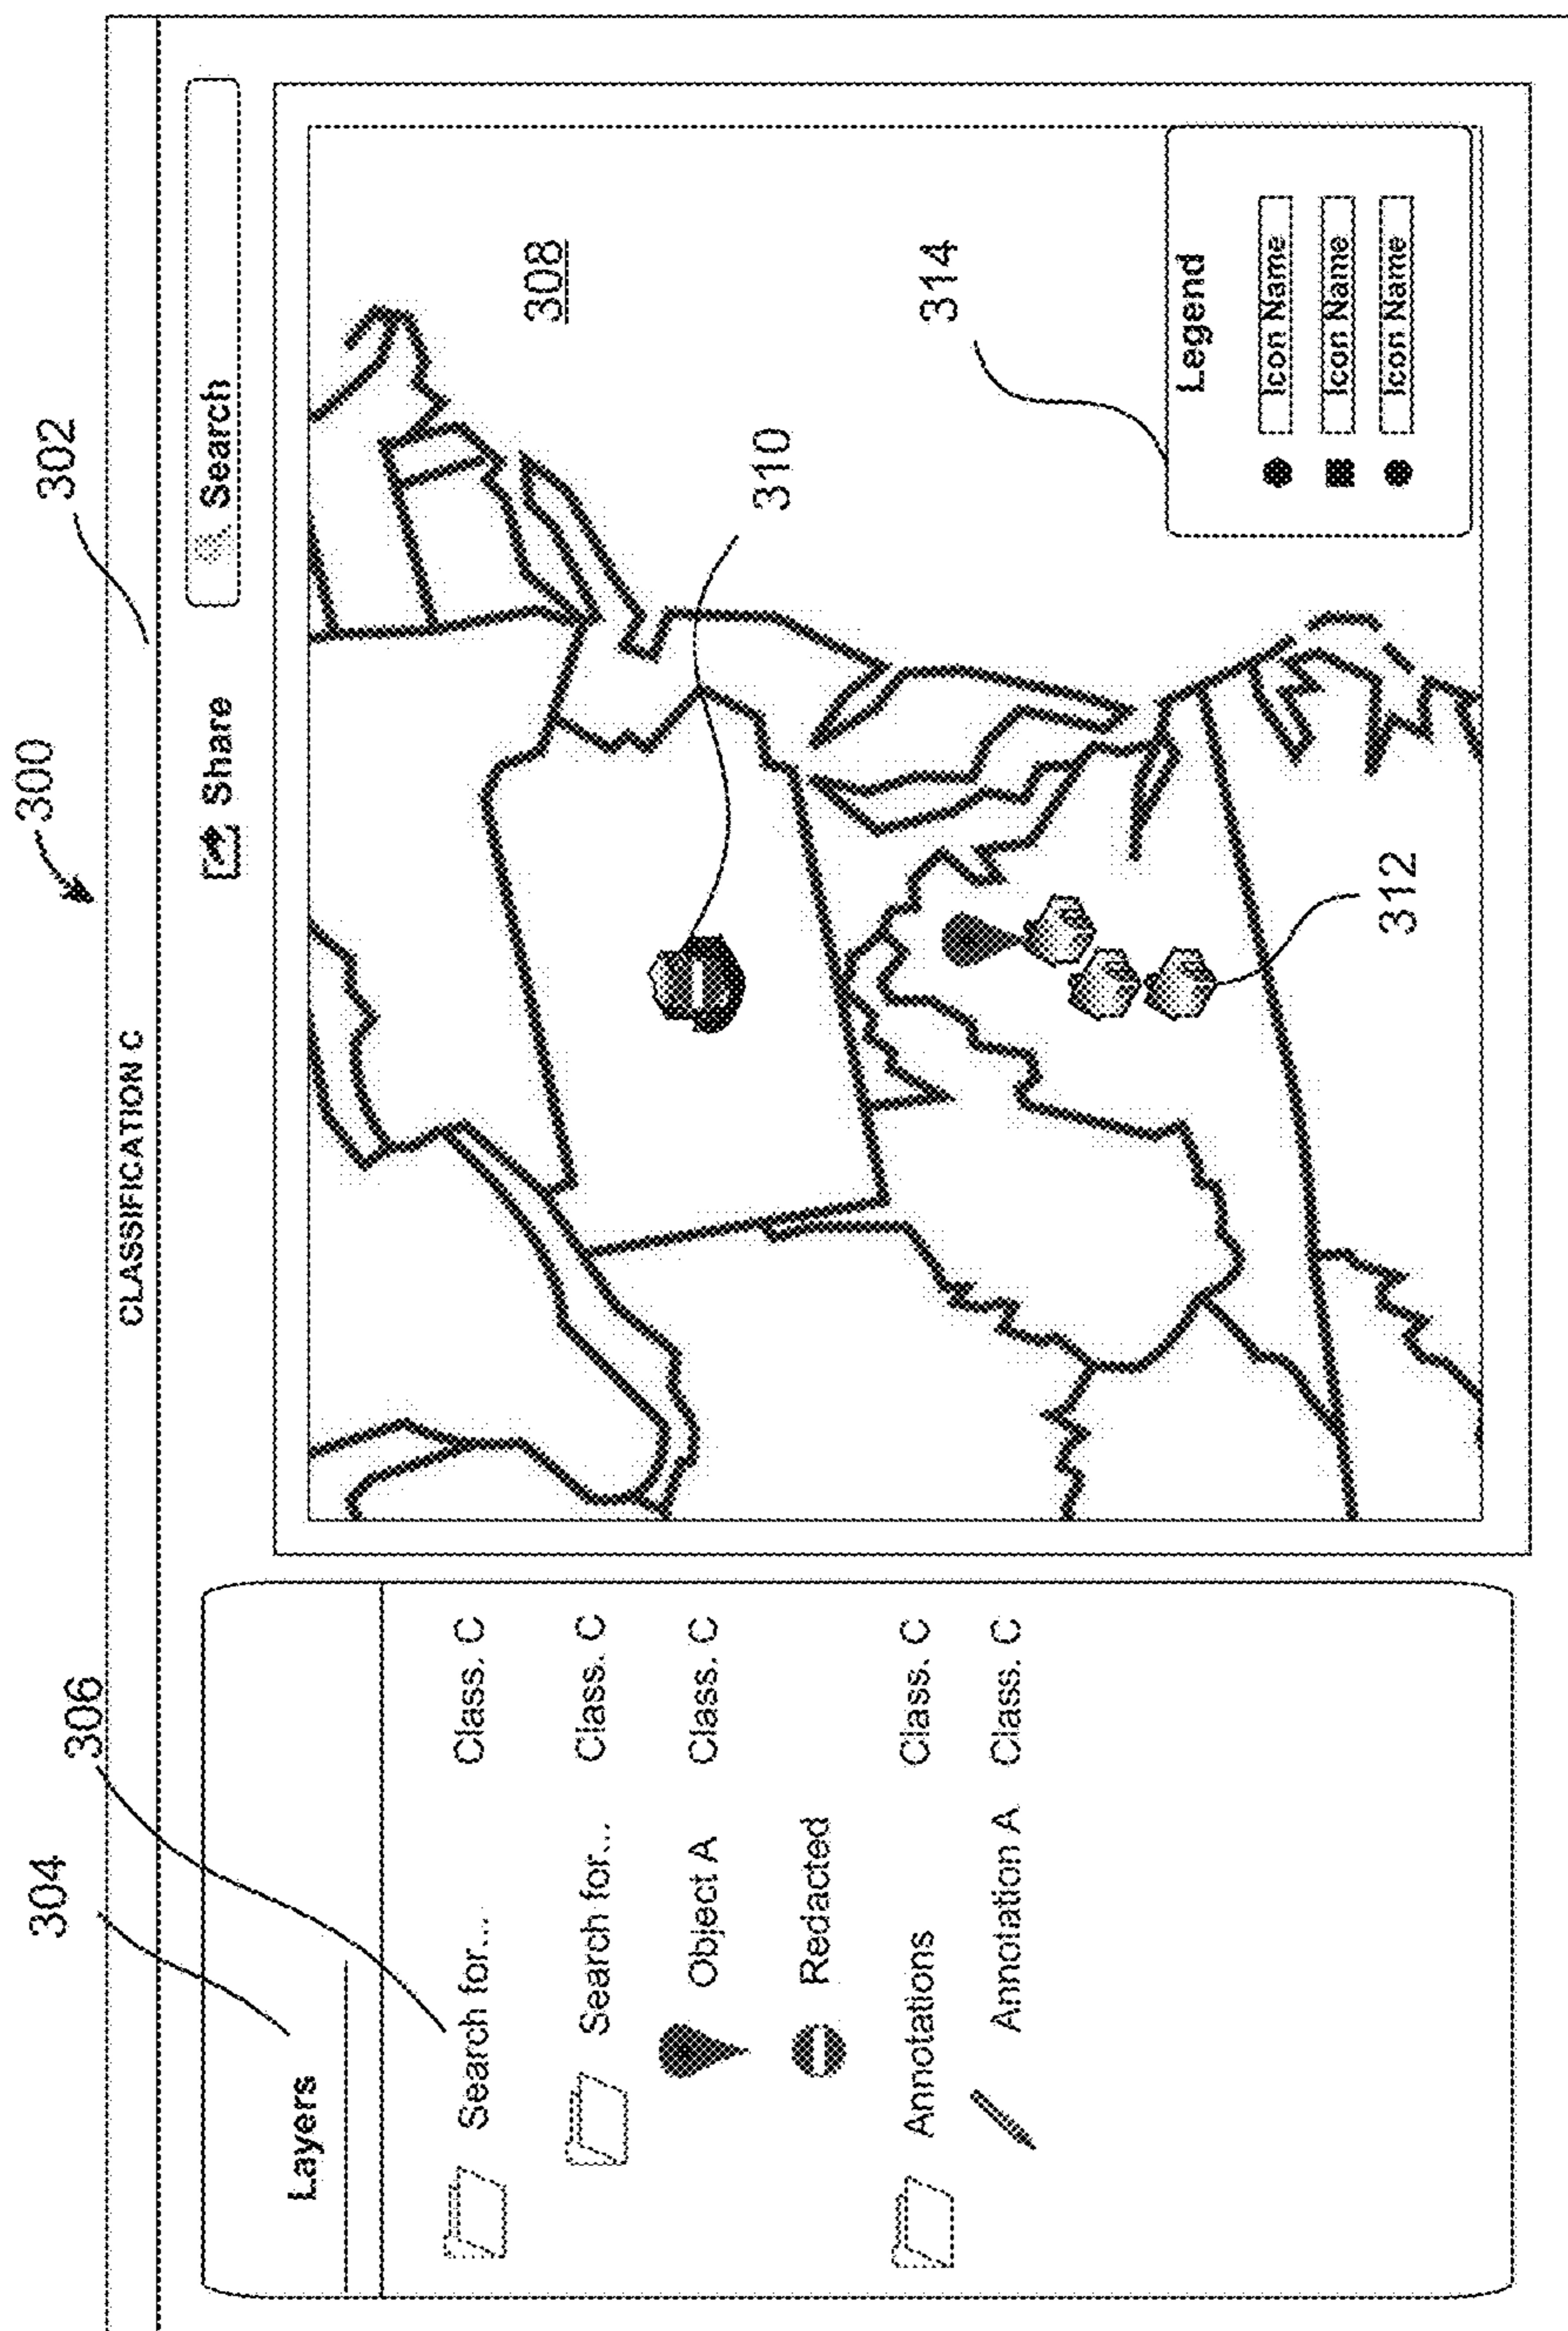 300
302
CLASSIFICATION C
304
306
Share
Search
Layers
Search for... Class. C
Search for... Class. C
Object A Class. C
Redacted
Annotations Class. C
Annotation A Class. C
308
310
312
314
Legend
Icon Name
Icon Name
Icon Name